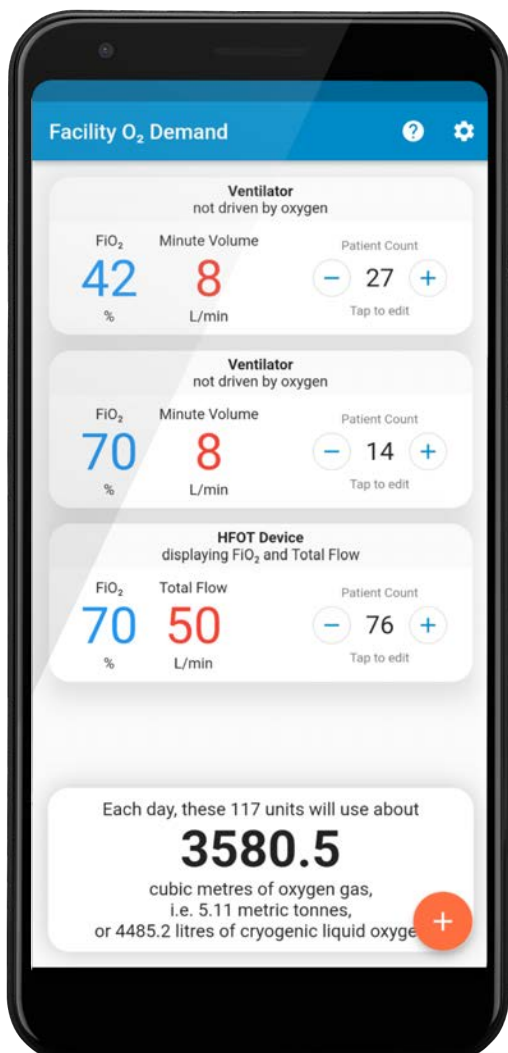 Facility O₂ Demand
Ventilator
not driven by oxygen
FiO₂ Minute Volume Patient Count
42 8 − 27 +
% L/min Tap to edit
Ventilator
not driven by oxygen
FiO₂ Minute Volume Patient Count
70 8 − 14 +
% L/min Tap to edit
HFOT Device
displaying FiO₂ and Total Flow
FiO₂ Total Flow Patient Count
70 50 − 76 +
% L/min Tap to edit
Each day, these 117 units will use about
3580.5
cubic metres of oxygen gas,
i.e. 5.11 metric tonnes,
or 4485.2 litres of cryogenic liquid oxyge